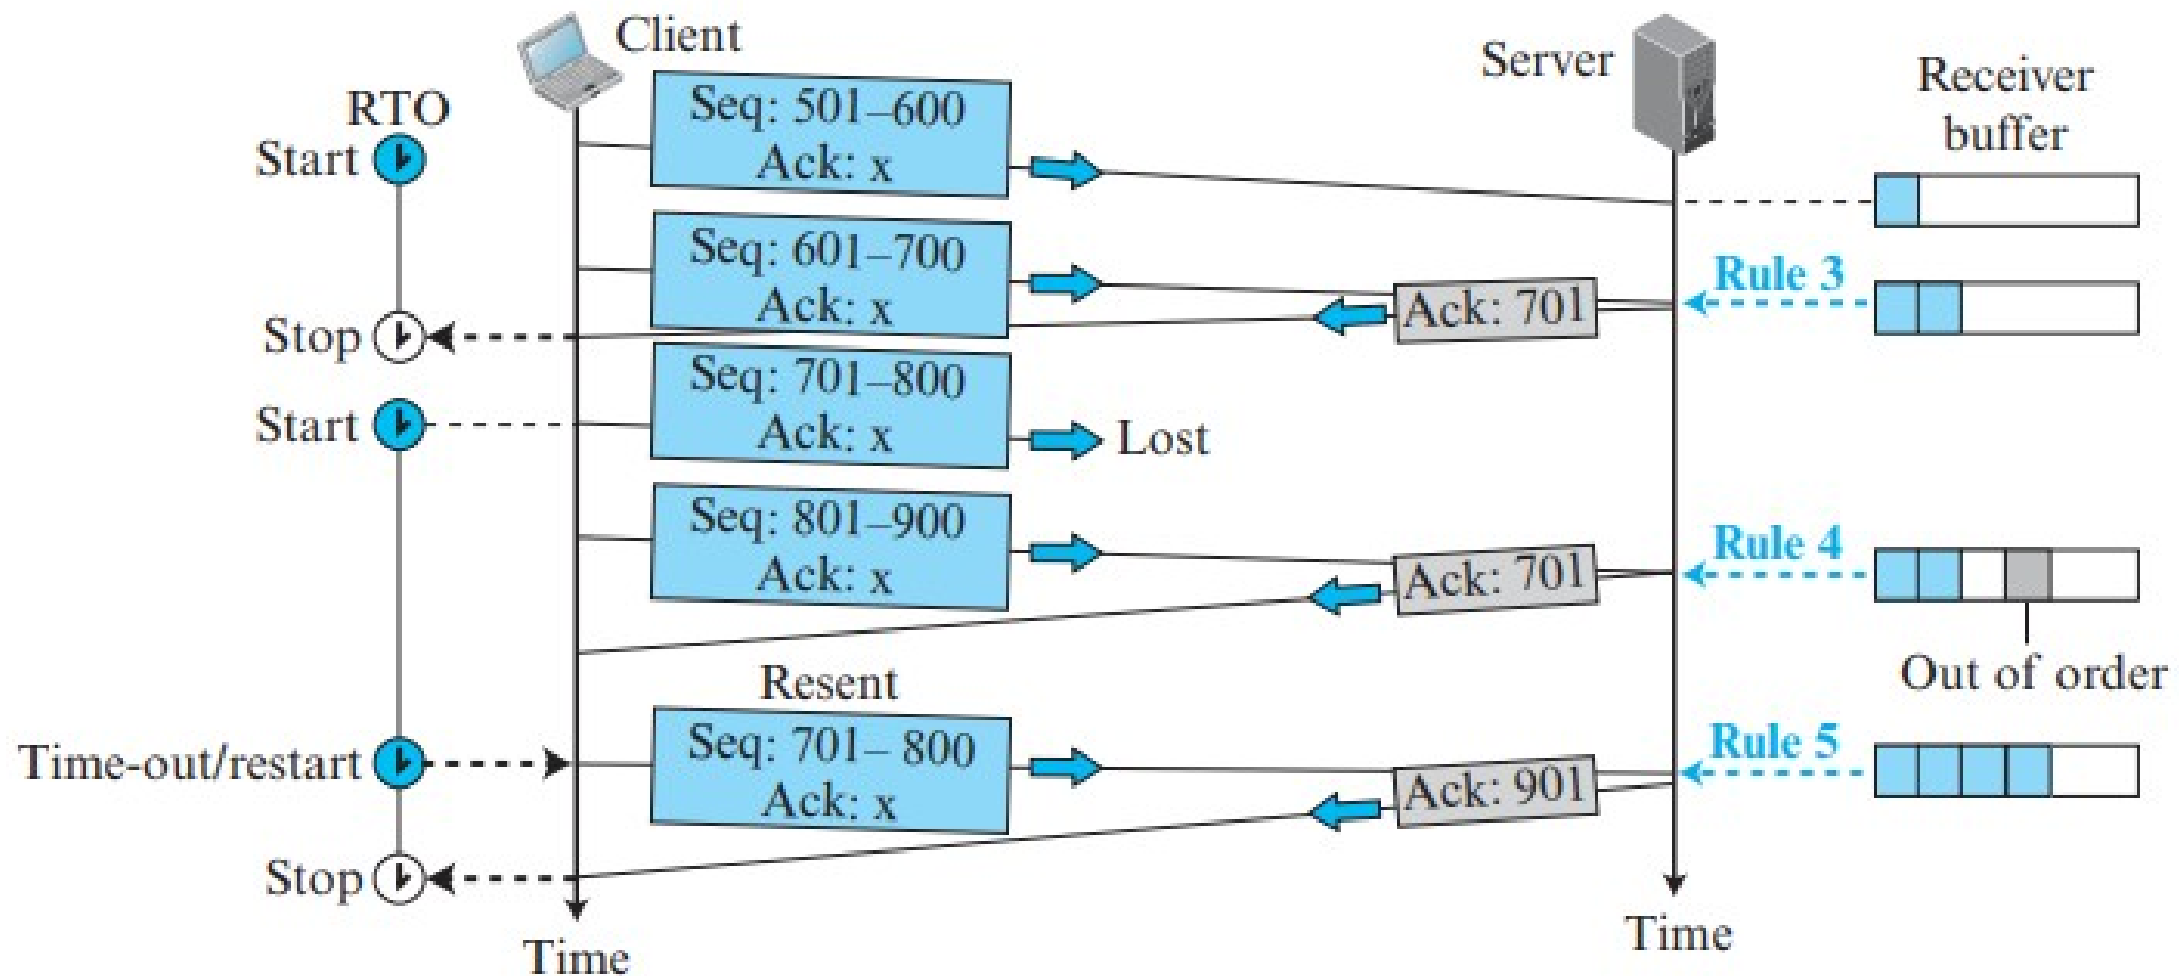 Client
Server
Receiver
buffer
RTO
Start
Seq: 501–600
Ack: x
Seq: 601–700
Ack: x
Ack: 701
Rule 3
Stop
Seq: 701–800
Ack: x
Start
Lost
Seq: 801–900
Ack: x
Ack: 701
Rule 4
Out of order
Resent
Time-out/restart
Seq: 701– 800
Ack: x
Ack: 901
Rule 5
Stop
Time
Time